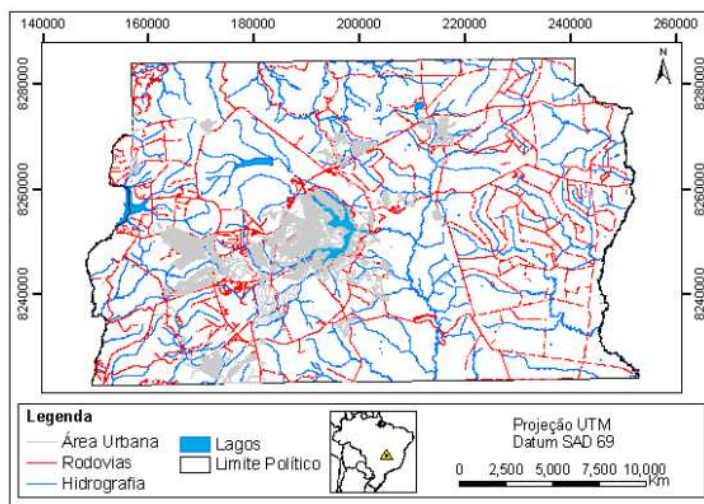 140000 160000 180000 200000 220000 240000 260000
N
8280000 8280000
8260000 8260000
8240000 8240000
Legenda
Área Urbana Lagos
Rodovias Limite Político
Hidrografia
Projeção UTM
Datum SAD 69
0 2,500 5,000 7,500 10,000
Km